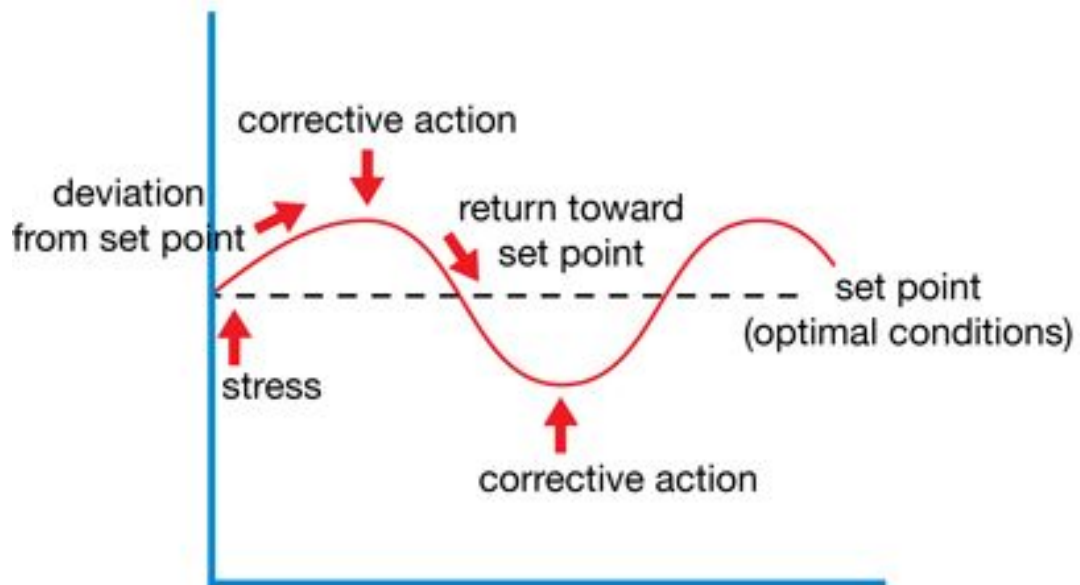 corrective action
deviation
from set point
return toward
set point
set point
(optimal conditions)
stress
corrective action